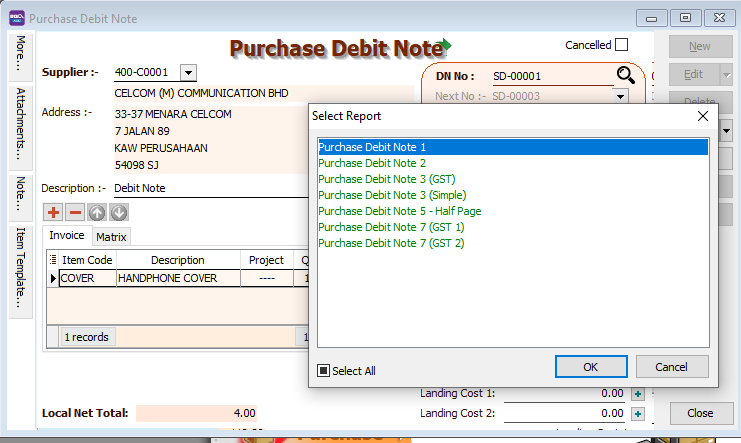 SQL
ACC
Purchase Debit Note
Purchase Debit Note
Cancelled
New
Edit
Delete
Close
More...
Attachments...
Note...
Item Template...
Supplier :- 400-C0001
CELCOM (M) COMMUNICATION BHD
Address :- 33-37 MENARA CELCOM
7 JALAN 89
KAW PERUSAHAAN
54098 SJ
Description :- Debit Note
DN No : SD-00001
Next No :- SD-00003
Invoice Matrix
Item Code Description Project Q
COVER HANDPHONE COVER ---- 1
1 records 1
Local Net Total: 4.00
Landing Cost 1: 0.00
Landing Cost 2: 0.00
Select Report
Purchase Debit Note 1
Purchase Debit Note 2
Purchase Debit Note 3 (GST)
Purchase Debit Note 3 (Simple)
Purchase Debit Note 5 - Half Page
Purchase Debit Note 7 (GST 1)
Purchase Debit Note 7 (GST 2)
Select All
OK
Cancel
Purchase